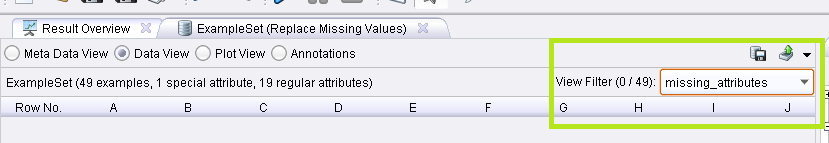 Result Overview ExampleSet (Replace Missing Values)
Meta Data View Data View Plot View Annotations
ExampleSet (49 examples, 1 special attribute, 19 regular attributes) View Filter (0 / 49): missing_attributes
Row No. A B C D E F G H I J